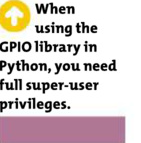 When
using the
GPIO library in
Python, you need
full super-user
privileges.